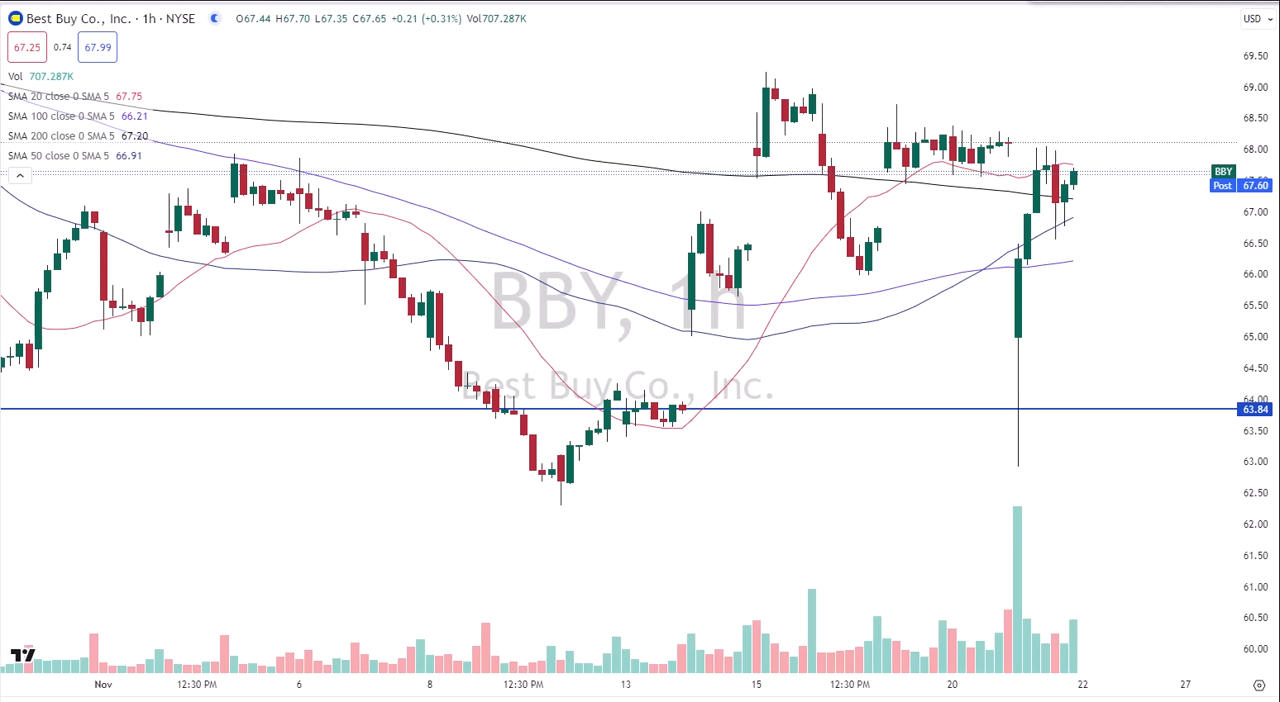 Best Buy Co., Inc. · 1h · NYSE O67.44 H67.70 L67.35 C67.65 +0.21 (+0.31%) Vol707.287K
USD
67.25 0.74 67.99
Vol 707.287K
SMA 20 close 0 SMA 5 67.75
SMA 100 close 0 SMA 5 66.21
SMA 200 close 0 SMA 5 67.20
SMA 50 close 0 SMA 5 66.91
69.50
69.00
68.50
68.00
BBY
Post 67.60
67.00
66.50
66.00
65.50
65.00
64.50
64.00
63.84
63.50
63.00
62.50
62.00
61.50
61.00
60.50
60.00
BBY, 1h
Best Buy Co., Inc.
Nov 12:30 PM 6 8 12:30 PM 13 15 12:30 PM 20 22 27